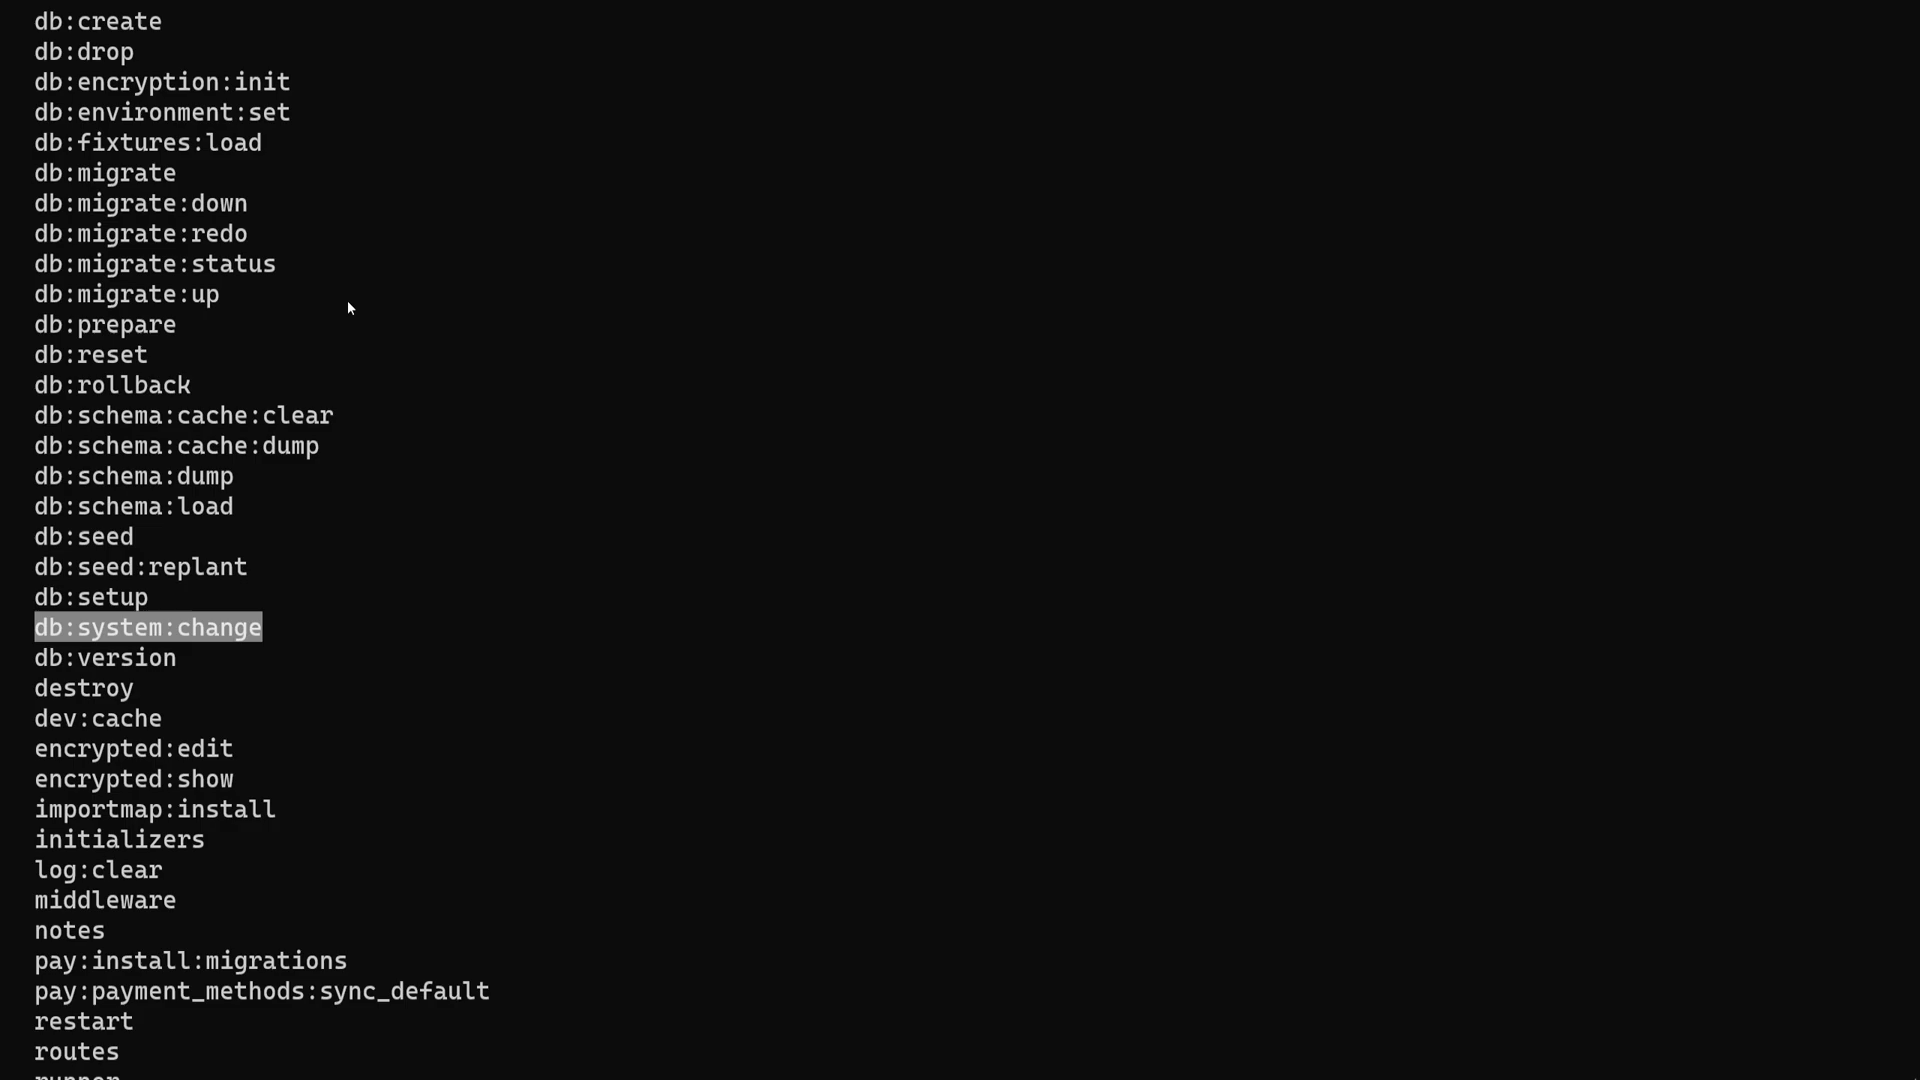 db:create
db:drop
db:encryption:init
db:environment:set
db:fixtures:load
db:migrate
db:migrate:down
db:migrate:redo
db:migrate:status
db:migrate:up
db:prepare
db:reset
db:rollback
db:schema:cache:clear
db:schema:cache:dump
db:schema:dump
db:schema:load
db:seed
db:seed:replant
db:setup
db:system:change
db:version
destroy
dev:cache
encrypted:edit
encrypted:show
importmap:install
initializers
log:clear
middleware
notes
pay:install:migrations
pay:payment_methods:sync_default
restart
routes